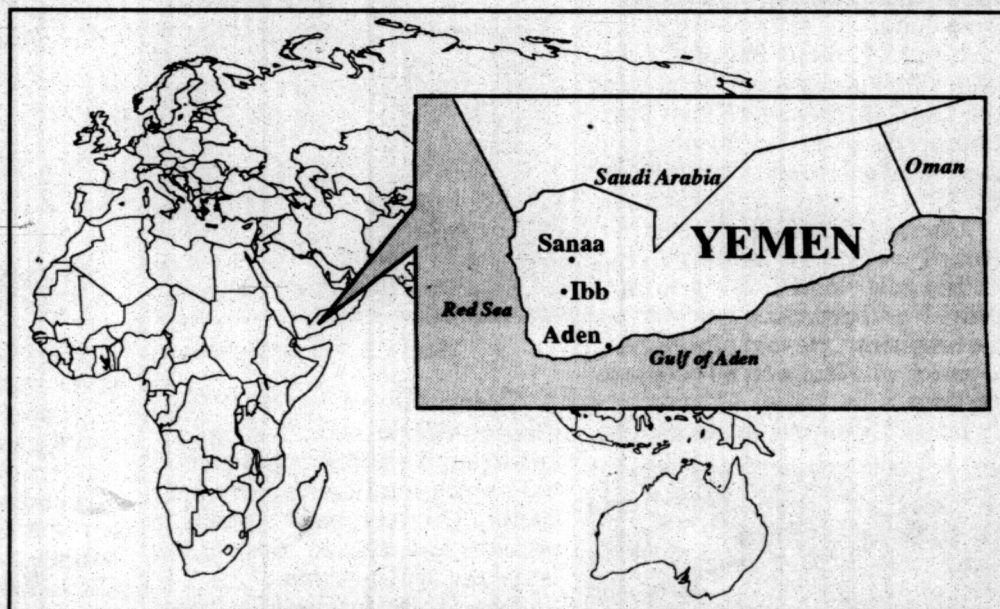 Saudi Arabia
Oman
Sanaa
YEMEN
Ibb
Red Sea
Aden
Gulf of Aden